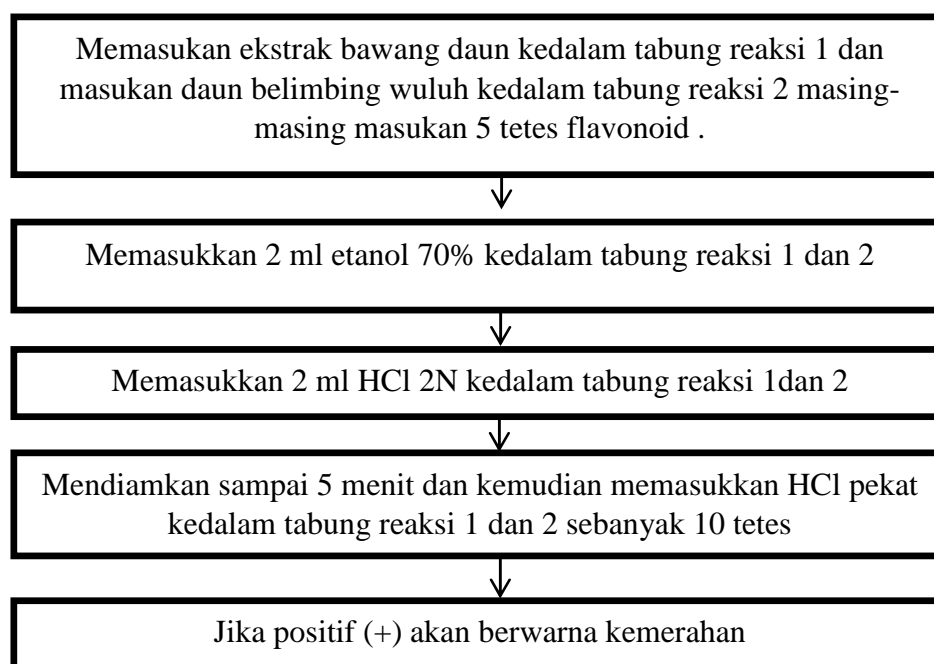 Memasukan ekstrak bawang daun kedalam tabung reaksi 1 dan
masukan daun belimbing wuluh kedalam tabung reaksi 2 masing-
masing masukan 5 tetes flavonoid .
Memasukkan 2 ml etanol 70% kedalam tabung reaksi 1 dan 2
Memasukkan 2 ml HCl 2N kedalam tabung reaksi 1dan 2
Mendiamkan sampai 5 menit dan kemudian memasukkan HCl pekat
kedalam tabung reaksi 1 dan 2 sebanyak 10 tetes
Jika positif (+) akan berwarna kemerahan